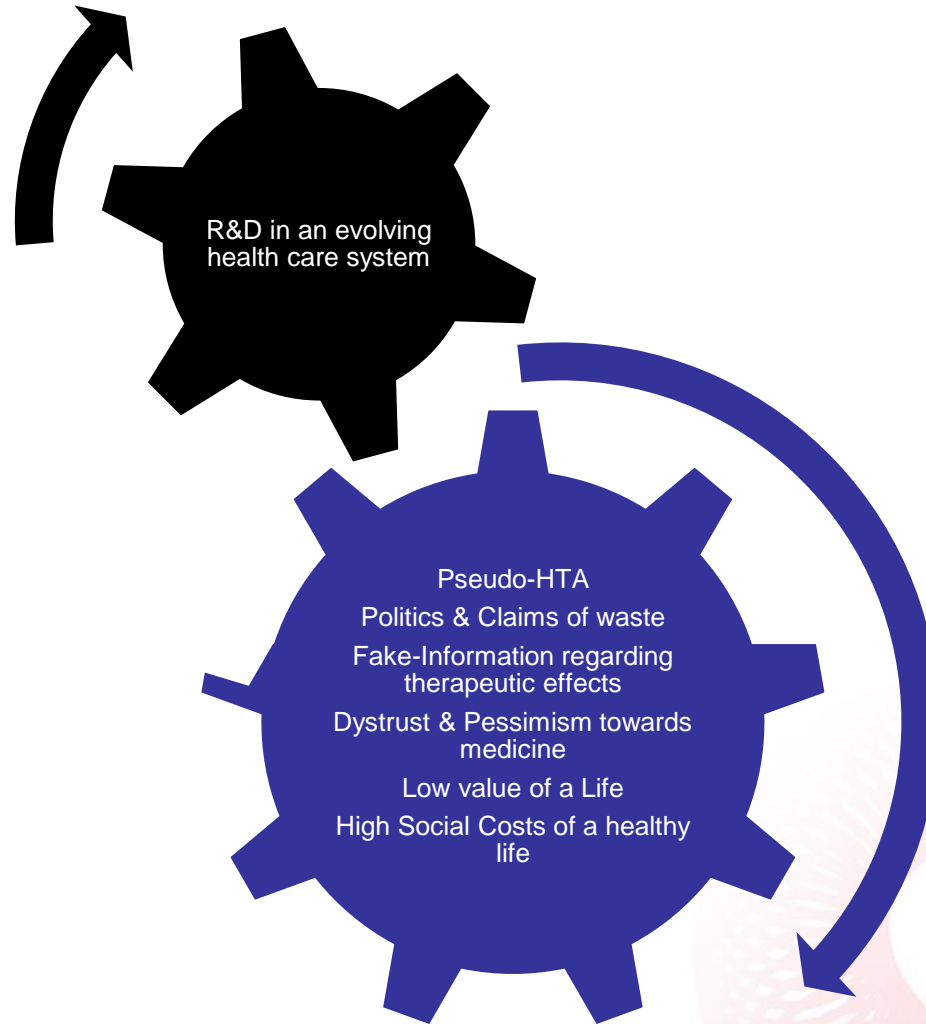 R&D in an evolving
health care system
Pseudo-HTA
Politics & Claims of waste
Fake-Information regarding
therapeutic effects
Dystrust & Pessimism towards
medicine
Low value of a Life
High Social Costs of a healthy
life